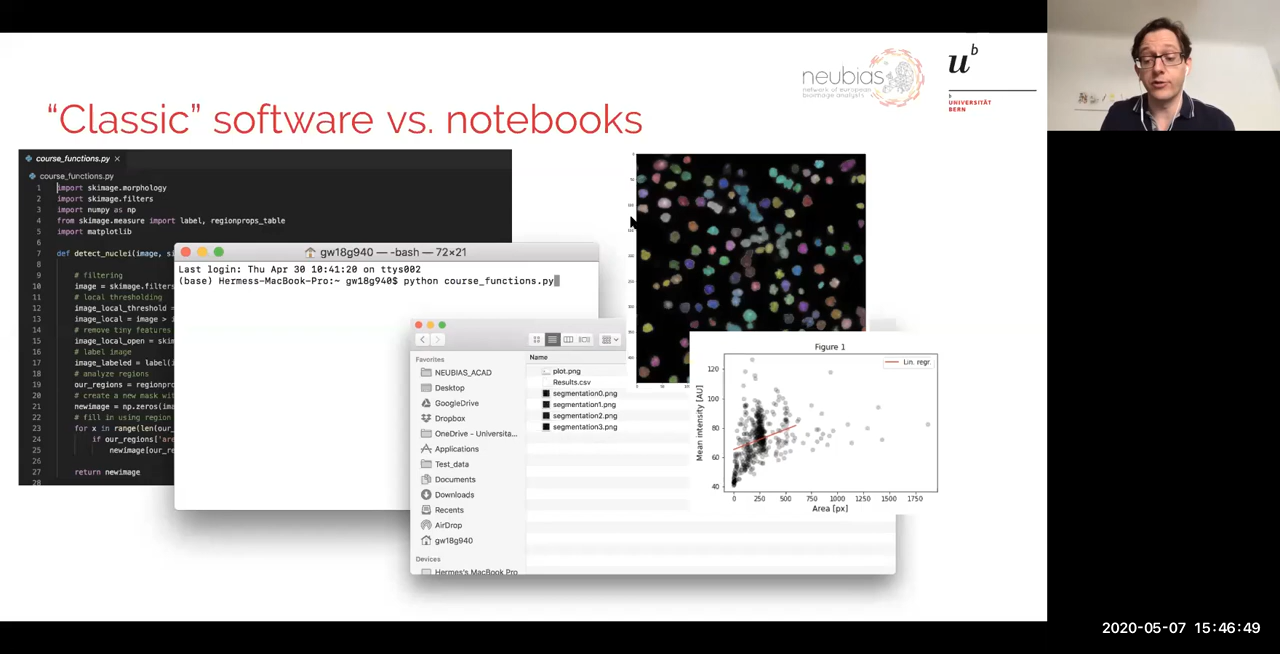 neubias
network of european
bioimage analysts
u
b
b
UNIVERSITÄT
BERN
“Classic” software vs. notebooks
course_functions.py ×
course_functions.py
1 import skimage.morphology
2 import skimage.filters
3 import numpy as np
4 from skimage.measure import label, regionprops_table
5 import matplotlib
6
7 def detect_nuclei(image, si
8
9 # filtering
10 image = skimage.filters
11 # local thresholding
12 image_local_threshold =
13 image_local = image >
14 # remove tiny features
15 image_local_open = skim
16 # label image
17 image_labeled = label(i
18 # analyze regions
19 our_regions = regionpro
20 # create a new mask wit
21 newimage = np.zeros(ima
22 # fill in using region
23 for x in range(len(our_
24 if our_regions['are
25 newimage[our_re
26
27 return newimage
28
gw18g940 — -bash — 72×21
Last login: Thu Apr 30 10:41:20 on ttys002
(base) Hermess-MacBook-Pro:~ gw18g940$ python course_functions.py
Favorites
NEUBIAS_ACAD
Desktop
GoogleDrive
Dropbox
OneDrive - Universita...
Applications
Test_data
Documents
Downloads
Recents
AirDrop
gw18g940
Devices
Hermes's MacBook Pro
Name
plot.png
Results.csv
segmentation0.png
segmentation1.png
segmentation2.png
segmentation3.png
Figure 1
Lin. regr.
Mean intensity [AU]
120
100
80
60
40
0 250 500 750 1000 1250 1500 1750
Area [px]
2020-05-07 15:46:49